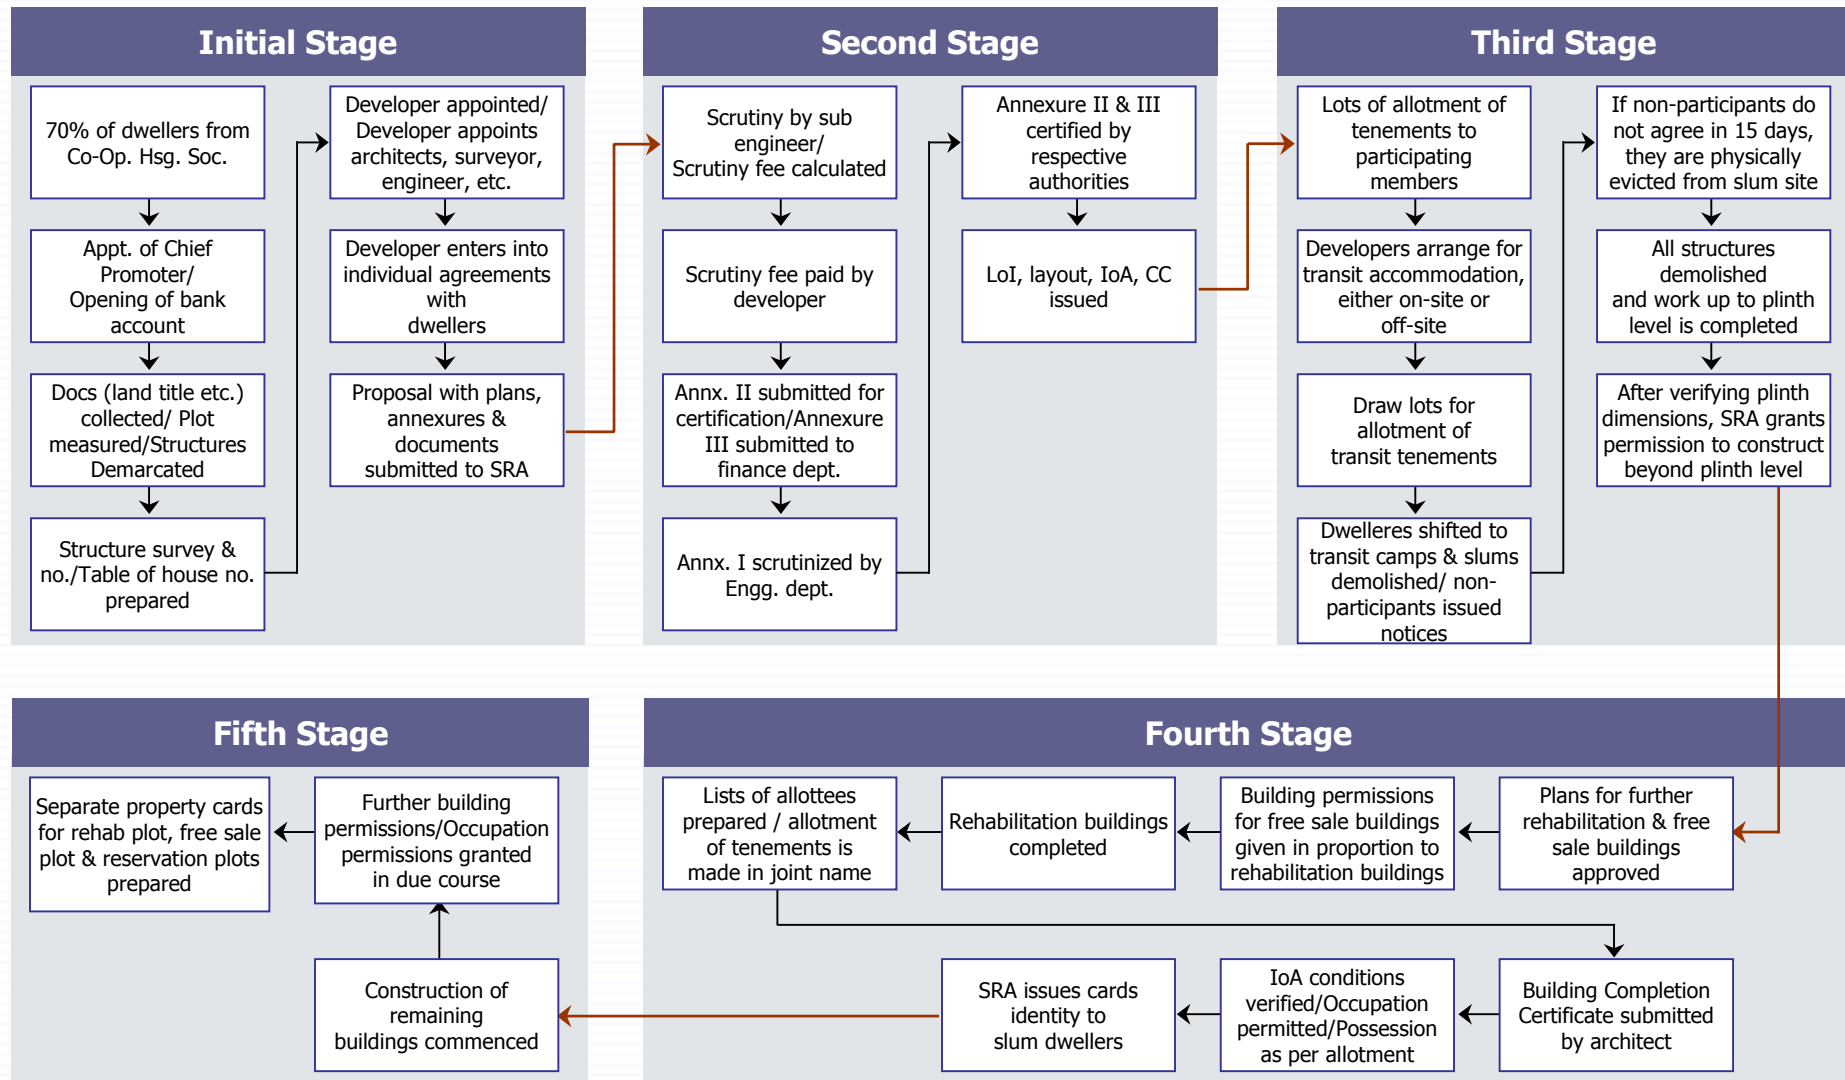 Initial Stage
70% of dwellers from
Co-Op. Hsg. Soc.
Appt. of Chief
Promoter/
Opening of bank
account
Docs (land title etc.)
collected/ Plot
measured/Structures
Demarcated
Structure survey &
no./Table of house no.
prepared
Developer appointed/
Developer appoints
architects, surveyor,
engineer, etc.
Developer enters into
individual agreements
with
dwellers
Proposal with plans,
annexures &
documents
submitted to SRA
Second Stage
Scrutiny by sub
engineer/
Scrutiny fee calculated
Scrutiny fee paid by
developer
Annx. II submitted for
certification/Annexure
III submitted to
finance dept.
Annx. I scrutinized by
Engg. dept.
Annexure II & III
certified by
respective
authorities
LoI, layout, IoA, CC
issued
Third Stage
Lots of allotment of
tenements to
participating
members
Developers arrange for
transit accommodation,
either on-site or
off-site
Draw lots for
allotment of
transit tenements
Dwelleres shifted to
transit camps & slums
demolished/ non-
participants issued
notices
If non-participants do
not agree in 15 days,
they are physically
evicted from slum site
All structures
demolished
and work up to plinth
level is completed
After verifying plinth
dimensions, SRA grants
permission to construct
beyond plinth level
Fourth Stage
Plans for further
rehabilitation & free
sale buildings
approved
Building permissions
for free sale buildings
given in proportion to
rehabilitation buildings
Rehabilitation buildings
completed
Lists of allottees
prepared / allotment
of tenements is
made in joint name
Building Completion
Certificate submitted
by architect
IoA conditions
verified/Occupation
permitted/Possession
as per allotment
SRA issues cards
identity to
slum dwellers
Fifth Stage
Construction of
remaining
buildings commenced
Further building
permissions/Occupation
permissions granted
in due course
Separate property cards
for rehab plot, free sale
plot & reservation plots
prepared